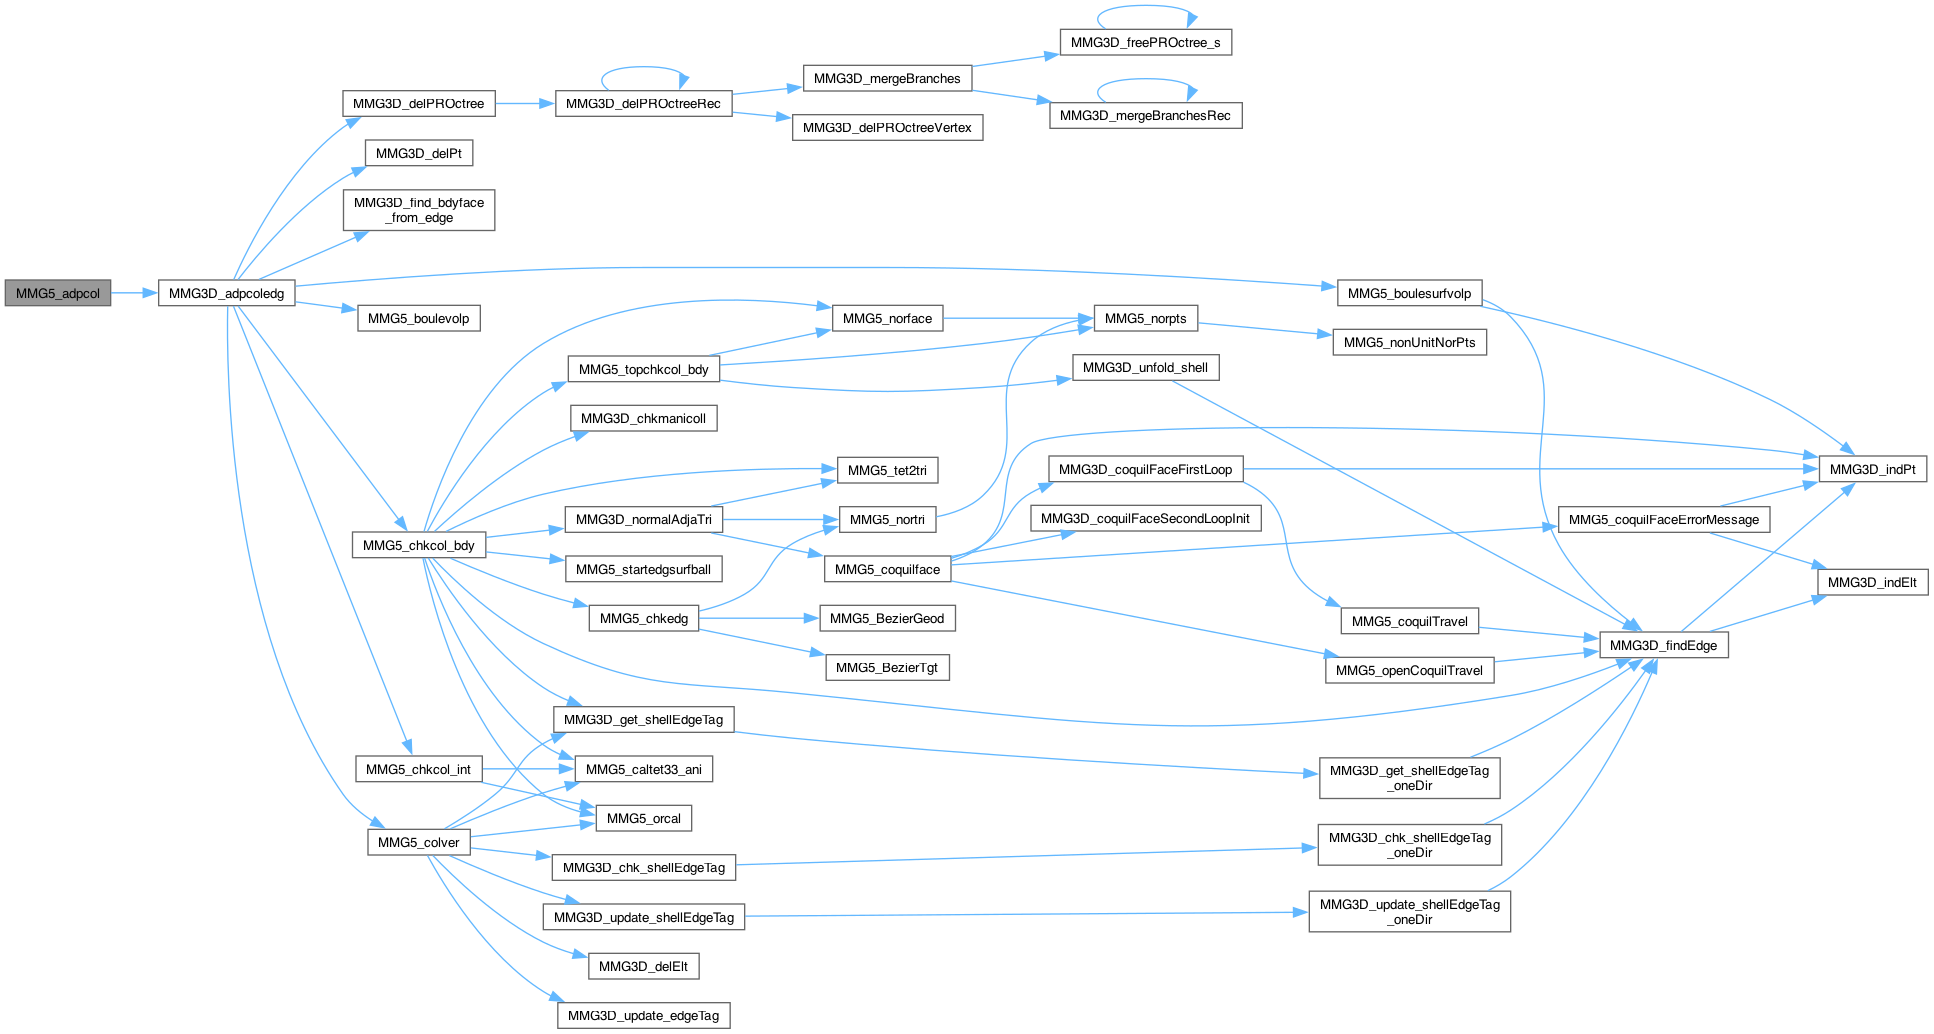 MMG5_adpcol
MMG3D_adpcoledg
MMG3D_delPROctree
MMG3D_delPt
MMG3D_find_bdyface
_from_edge
MMG5_boulevolp
MMG5_chkcol_bdy
MMG5_chkcol_int
MMG5_colver
MMG3D_delPROctreeRec
MMG5_topchkcol_bdy
MMG3D_chkmanicoll
MMG3D_normalAdjaTri
MMG5_startedgsurfball
MMG5_chkedg
MMG3D_get_shellEdgeTag
MMG5_caltet33_ani
MMG5_orcal
MMG3D_chk_shellEdgeTag
MMG3D_update_shellEdgeTag
MMG3D_delElt
MMG3D_update_edgeTag
MMG3D_mergeBranches
MMG3D_delPROctreeVertex
MMG5_norface
MMG5_tet2tri
MMG5_nortri
MMG5_coquilface
MMG5_BezierGeod
MMG5_BezierTgt
MMG3D_freePROctree_s
MMG3D_mergeBranchesRec
MMG5_norpts
MMG3D_unfold_shell
MMG3D_coquilFaceFirstLoop
MMG3D_coquilFaceSecondLoopInit
MMG5_boulesurfvolp
MMG5_nonUnitNorPts
MMG5_coquilTravel
MMG5_openCoquilTravel
MMG3D_get_shellEdgeTag
_oneDir
MMG3D_chk_shellEdgeTag
_oneDir
MMG3D_update_shellEdgeTag
_oneDir
MMG5_coquilFaceErrorMessage
MMG3D_findEdge
MMG3D_indPt
MMG3D_indElt